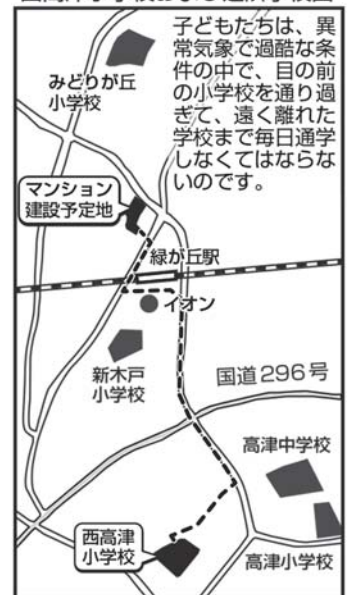 子どもたちは、異
常気象で過酷な条
件の中で、目の前
の小学校を通り過
ぎて、遠く離れた
学校まで毎日通学
しなくてはならな
いのです。
みどりが丘
小学校
マンション
建設予定地
緑が丘駅
イオン
新木戸
小学校
国道296号
高津中学校
西高津
小学校
高津小学校